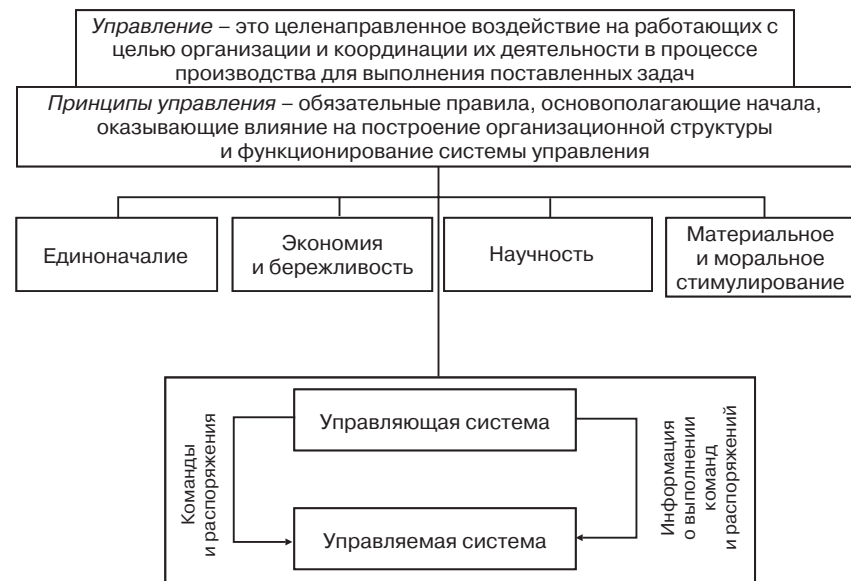 Управление – это целенаправленное воздействие на работающих с
целью организации и координации их деятельности в процессе
производства для выполнения поставленных задач
Принципы управления – обязательные правила, основополагающие начала,
оказывающие влияние на построение организационной структуры
и функционирование системы управления
Единоначалие
Экономия
и бережливость
Научность
Материальное
и моральное
стимулирование
Команды
и распоряжения
Управляющая система
Управляемая система
Информация
о выполнении
команд
и распоряжений